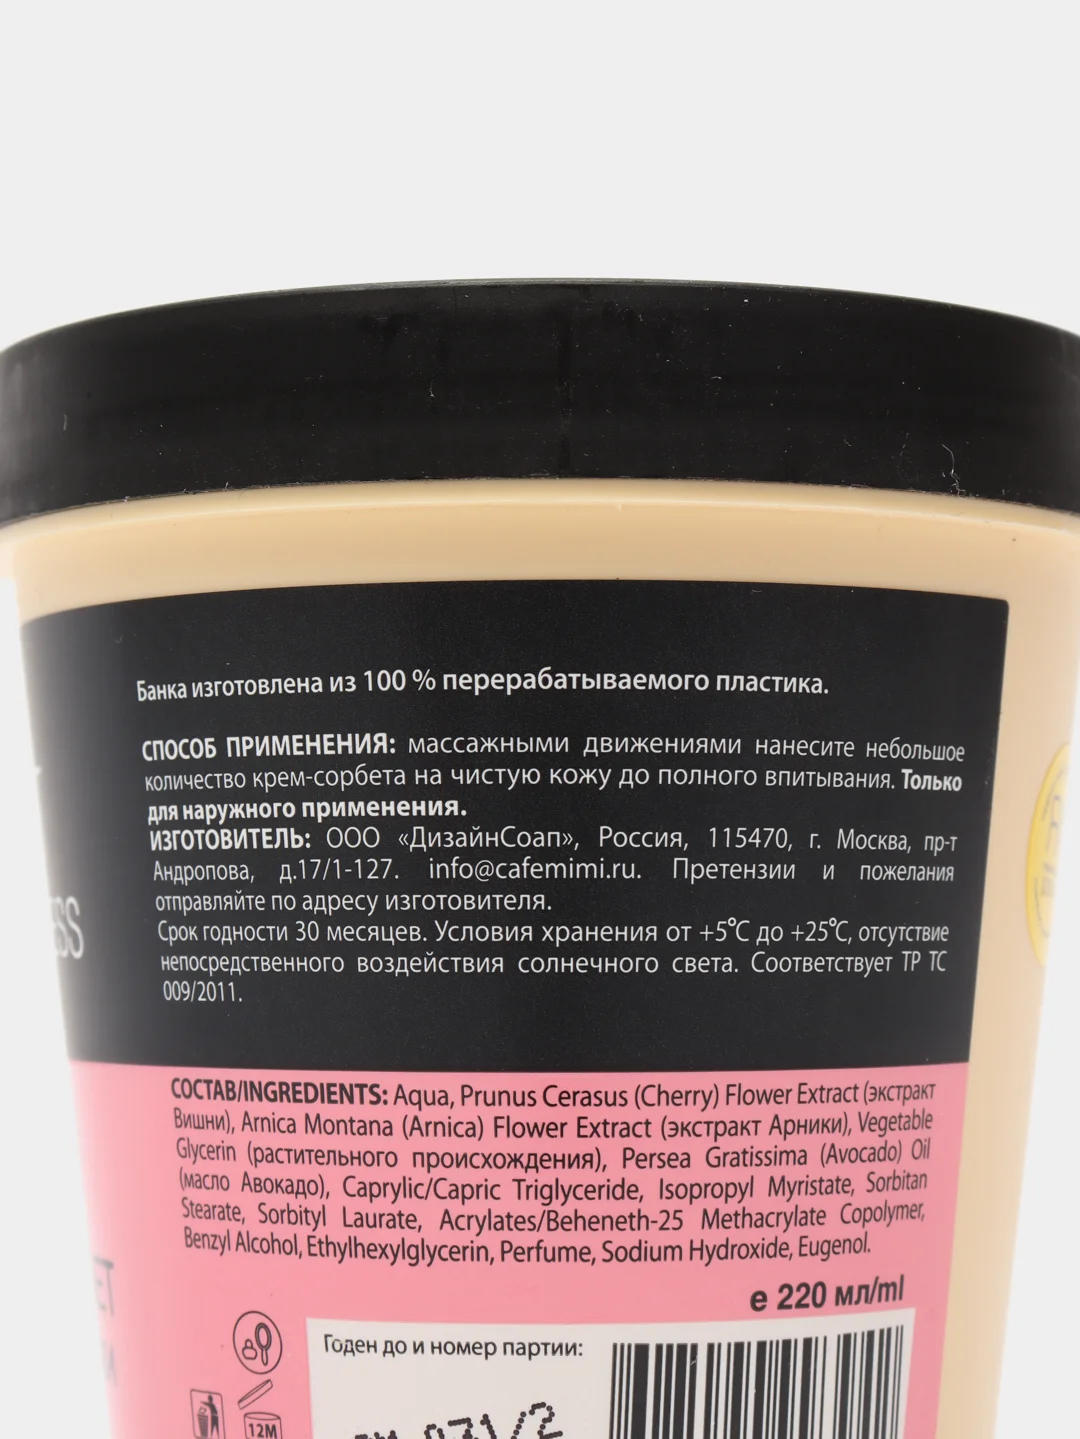 Банка изготовлена из 100 % перерабатываемого пластика.
СПОСОБ ПРИМЕНЕНИЯ: массажными движениями нанесите небольшое
количество крем-сорбета на чистую кожу до полного впитывания. Только
для наружного применения.
ИЗГОТОВИТЕЛЬ: ООО «ДизайнСоап», Россия, 115470, г. Москва, пр-т
Андропова, д.17/1-127. info@cafemimi.ru. Претензии и пожелания
отправляйте по адресу изготовителя.
Срок годности 30 месяцев. Условия хранения от +5°C до +25°C, отсутствие
непосредственного воздействия солнечного света. Соответствует ТР ТС
009/2011.
СОСТАВ/INGREDIENTS: Aqua, Prunus Cerasus (Cherry) Flower Extract (экстракт
Вишни), Arnica Montana (Arnica) Flower Extract (экстракт Арники), Vegetable
Glycerin (растительного происхождения), Persea Gratissima (Avocado) Oil
(масло Авокадо), Caprylic/Capric Triglyceride, Isopropyl Myristate, Sorbitan
Stearate, Sorbityl Laurate, Acrylates/Beheneth-25 Methacrylate Copolymer,
Benzyl Alcohol, Ethylhexylglycerin, Perfume, Sodium Hydroxide, Eugenol.
e 220 мл/ml
Годен до и номер партии:
12M